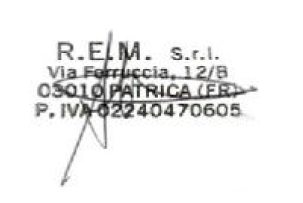 R.E.M. s.r.l.
Via Ferruccia, 12/B
03010 PATRICA (FR)
P. IVA 02240470605